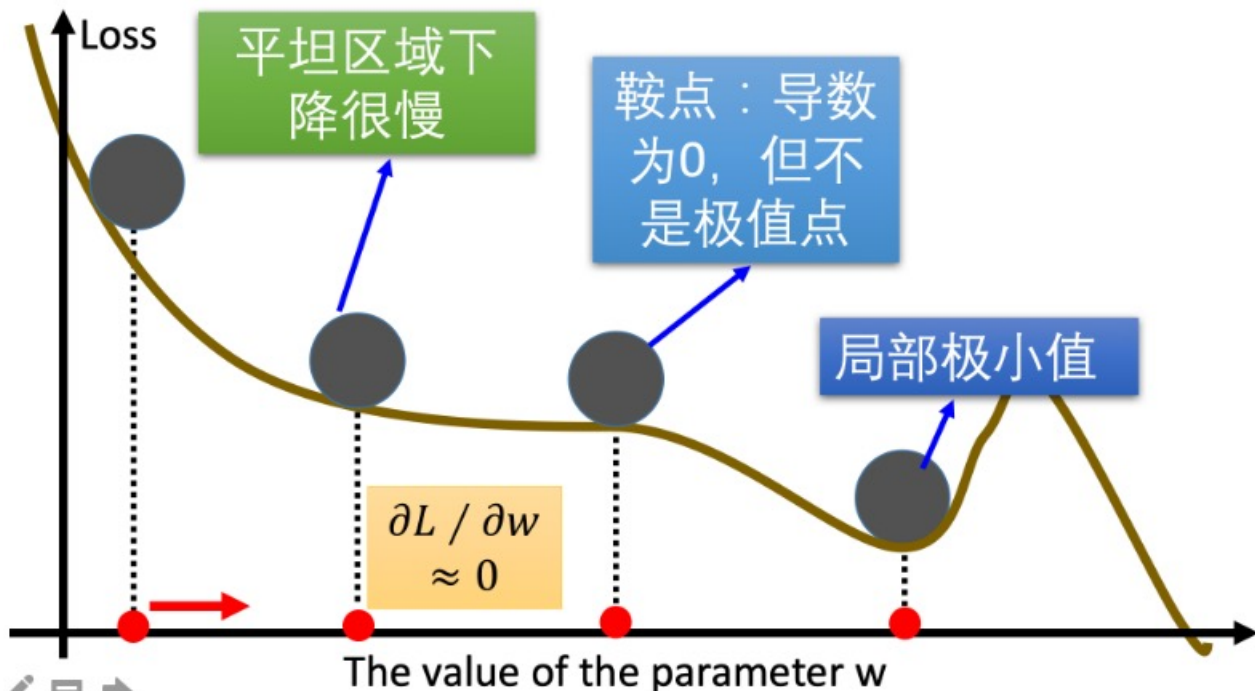 Loss
平坦区域下
降很慢
鞍点：导数
为0，但不
是极值点
局部极小值
∂L / ∂w
≈ 0
The value of the parameter w